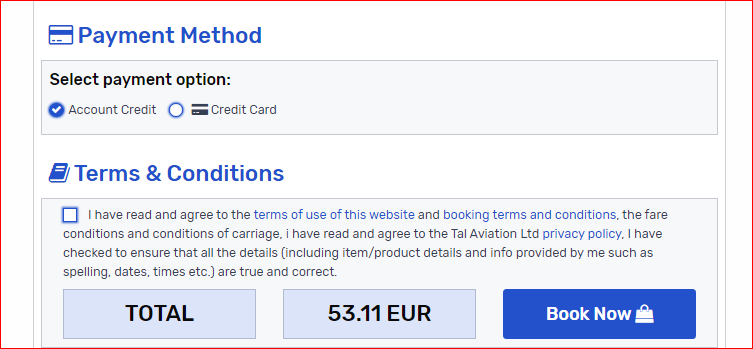 Payment Method
Select payment option:
Account Credit Credit Card
Terms & Conditions
I have read and agree to the terms of use of this website and booking terms and conditions, the fare
conditions and conditions of carriage, i have read and agree to the Tal Aviation Ltd privacy policy, I have
checked to ensure that all the details (including item/product details and info provided by me such as
spelling, dates, times etc.) are true and correct.
TOTAL 53.11 EUR Book Now